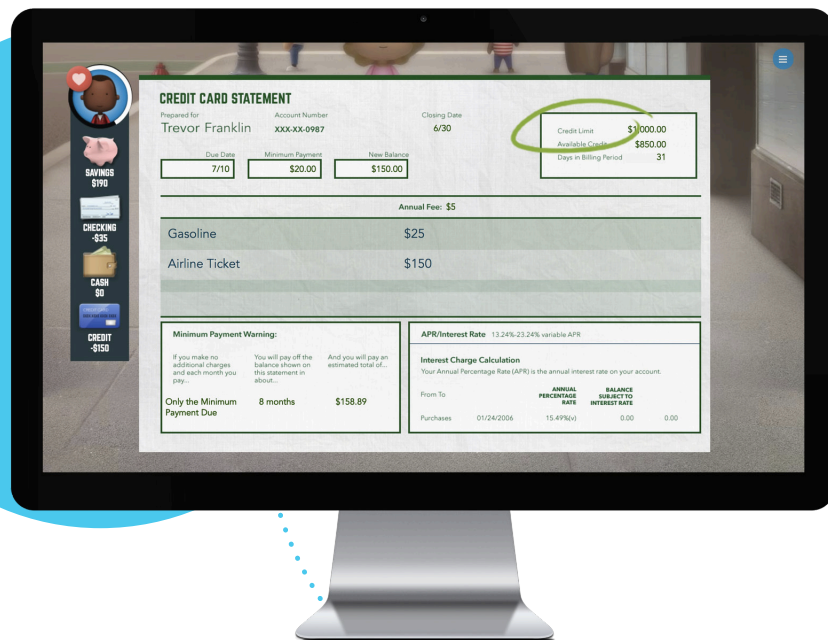 CREDIT CARD STATEMENT
Prepared for
Account Number
Closing Date
Trevor Franklin
XXX-XX-0987
6/30
Credit Limit $1,000.00
Available Credit $850.00
Days in Billing Period 31
Due Date
Minimum Payment
New Balance
7/10
$20.00
$150.00
Annual Fee: $5
Gasoline $25
Airline Ticket $150
SAVINGS
$190
CHECKING
-$35
CASH
$0
CREDIT
-$150
Minimum Payment Warning:
If you make no
additional charges
and each month you
pay...
You will pay off the
balance shown on
this statement in
about...
And you will pay an
estimated total of...
Only the Minimum
Payment Due
8 months
$158.89
APR/Interest Rate 13.24%-23.24% variable APR
Interest Charge Calculation
Your Annual Percentage Rate (APR) is the annual interest rate on your account.
From To
ANNUAL
PERCENTAGE
RATE
BALANCE
SUBJECT TO
INTEREST RATE
Purchases 01/24/2006 15.49%(v) 0.00 0.00